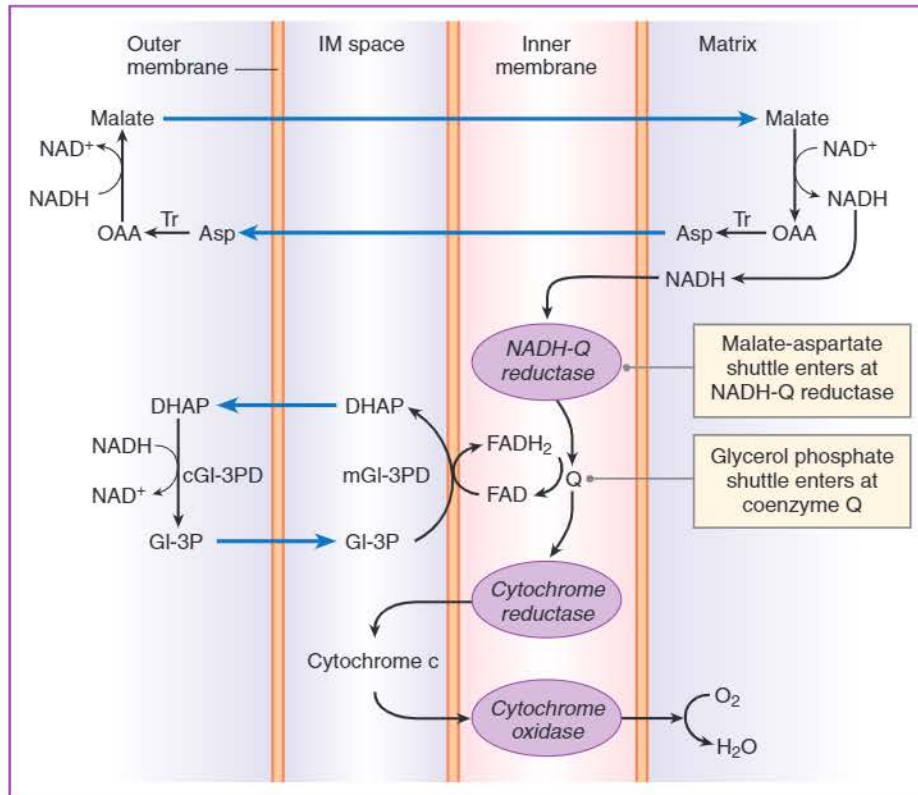 Outer
membrane
IM space
Inner
membrane
Matrix
Malate
Malate
NAD+
NADH
NAD+
NADH
OAA
Tr
Asp
Asp
Tr
OAA
NADH
NADH-Q
reductase
Malate-aspartate
shuttle enters at
NADH-Q reductase
DHAP
DHAP
NADH
NAD+
cGl-3PD
mGl-3PD
FADH2
FAD
Q
Glycerol phosphate
shuttle enters at
coenzyme Q
Gl-3P
Gl-3P
Cytochrome
reductase
Cytochrome c
Cytochrome
oxidase
O2
H2O